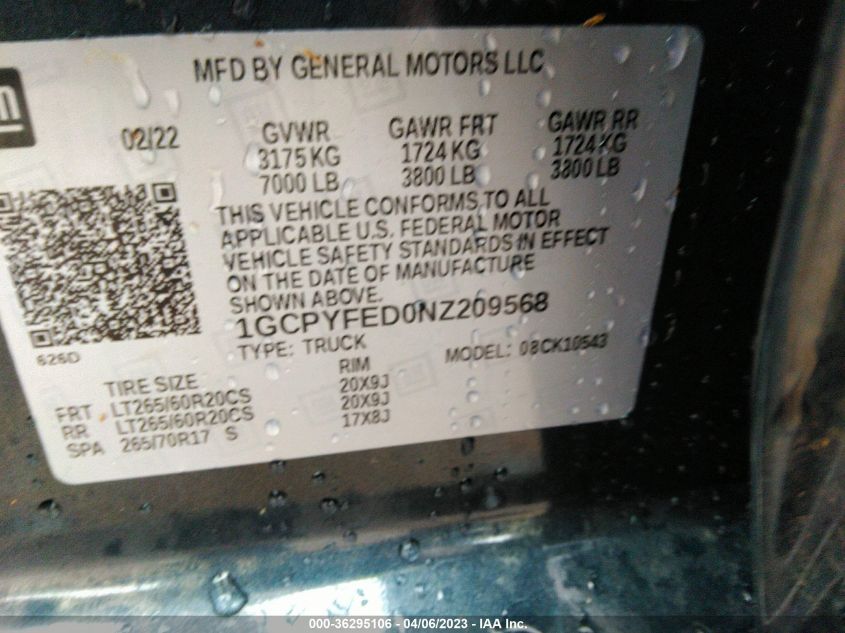 MFD BY GENERAL MOTORS LLC
02/22 GVWR GAWR FRT GAWR RR
3175 KG 1724 KG 1724 KG
7000 LB 3800 LB 3800 LB
THIS VEHICLE CONFORMS TO ALL
APPLICABLE U.S. FEDERAL MOTOR
VEHICLE SAFETY STANDARDS IN EFFECT
ON THE DATE OF MANUFACTURE
SHOWN ABOVE.
1GCPYFED0NZ209568
TYPE: TRUCK MODEL: 08CK10543
626D
TIRE SIZE RIM
FRT LT265/60R20CS 20X9J
RR LT265/60R20CS 20X9J
SPA 265/70R17 S 17X8J
000-36295106 - 04/06/2023 - IAA Inc.